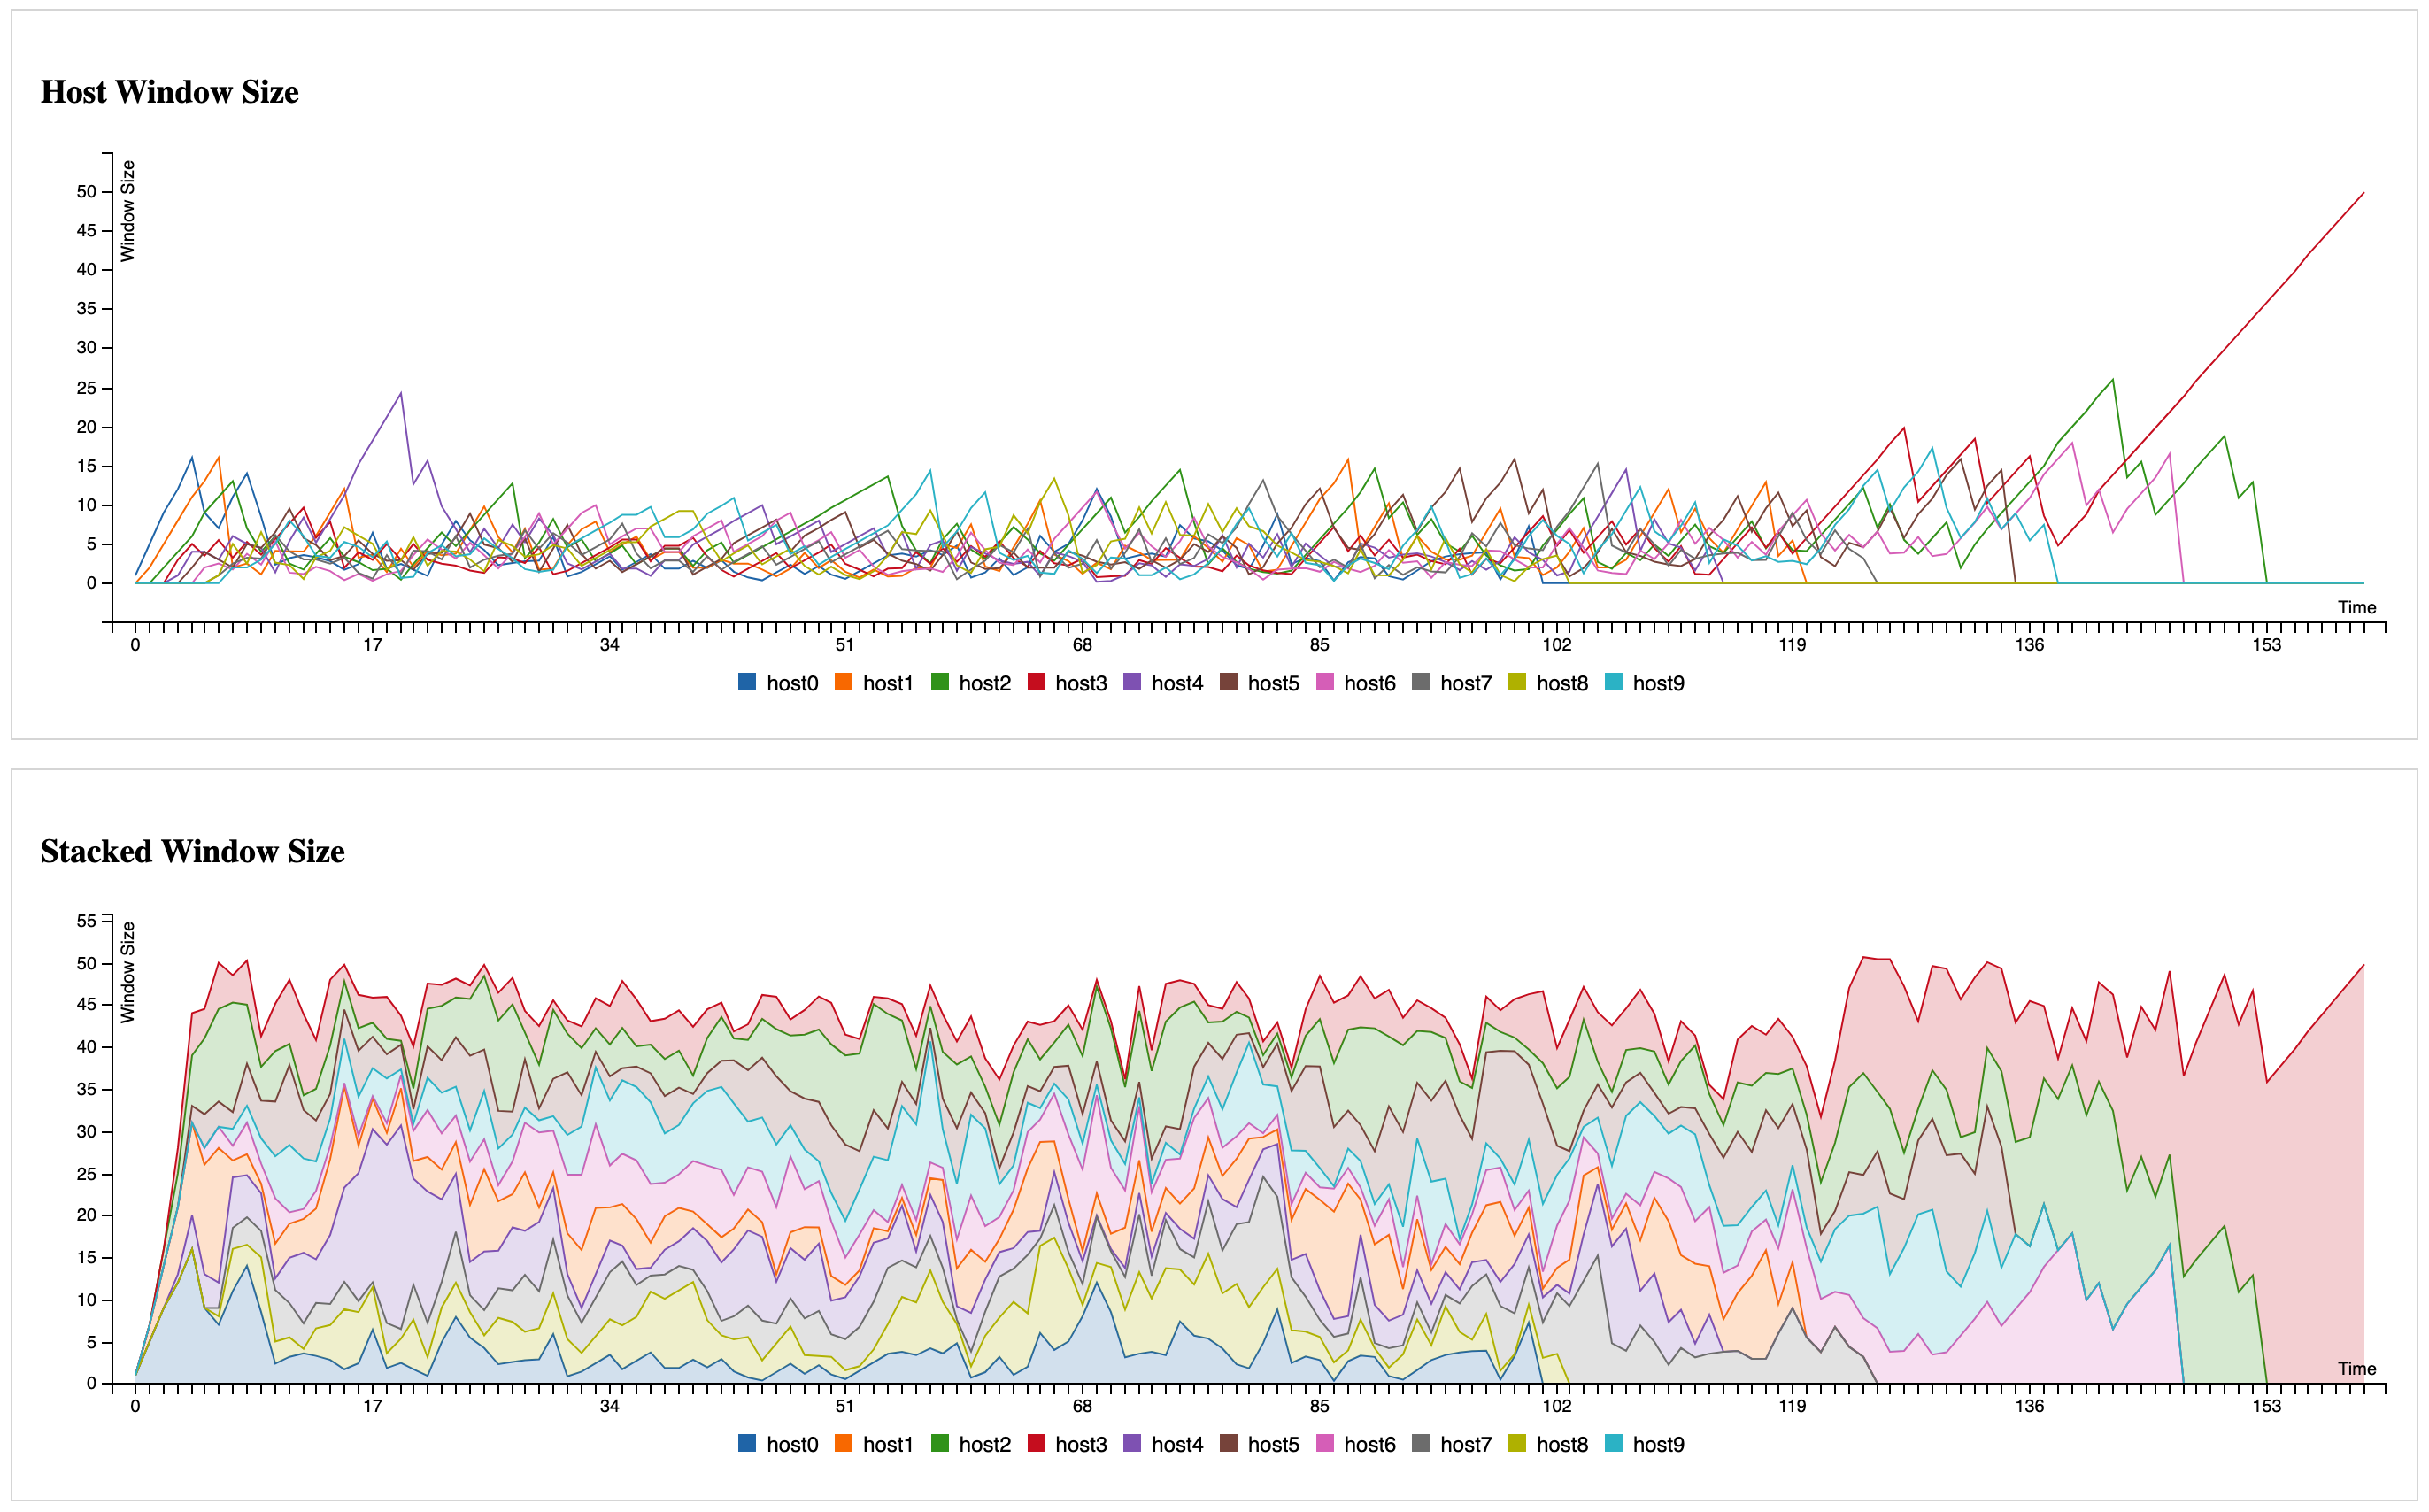 Host Window Size
Window Size
50
45
40
35
30
25
20
15
10
5
0
Time
0 17 34 51 68 85 102 119 136 153
host0 host1 host2 host3 host4 host5 host6 host7 host8 host9
Stacked Window Size
Window Size
55
50
45
40
35
30
25
20
15
10
5
0
Time
0 17 34 51 68 85 102 119 136 153
host0 host1 host2 host3 host4 host5 host6 host7 host8 host9